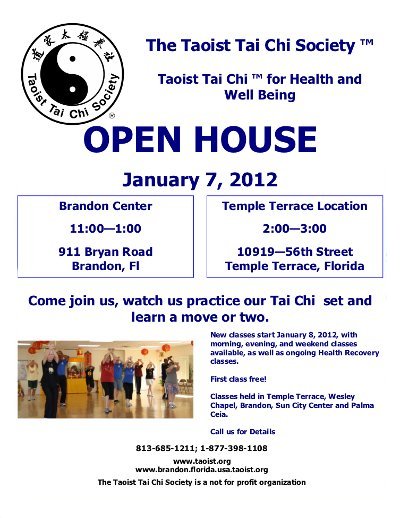 道家太極拳社
Taoist Tai Chi Society
®
The Taoist Tai Chi Society ™
Taoist Tai Chi ™ for Health and
Well Being
OPEN HOUSE
January 7, 2012
Brandon Center
11:00—1:00
911 Bryan Road
Brandon, Fl
Temple Terrace Location
2:00—3:00
10919—56th Street
Temple Terrace, Florida
Come join us, watch us practice our Tai Chi  set and
learn a move or two.
New classes start January 8, 2012, with
morning, evening, and weekend classes
available, as well as ongoing Health Recovery
classes.
First class free!
Classes held in Temple Terrace, Wesley
Chapel, Brandon, Sun City Center and Palma
Ceia.
Call us for Details
813-685-1211; 1-877-398-1108
www.taoist.org
www.brandon.florida.usa.taoist.org
The Taoist Tai Chi Society is a not for profit organization